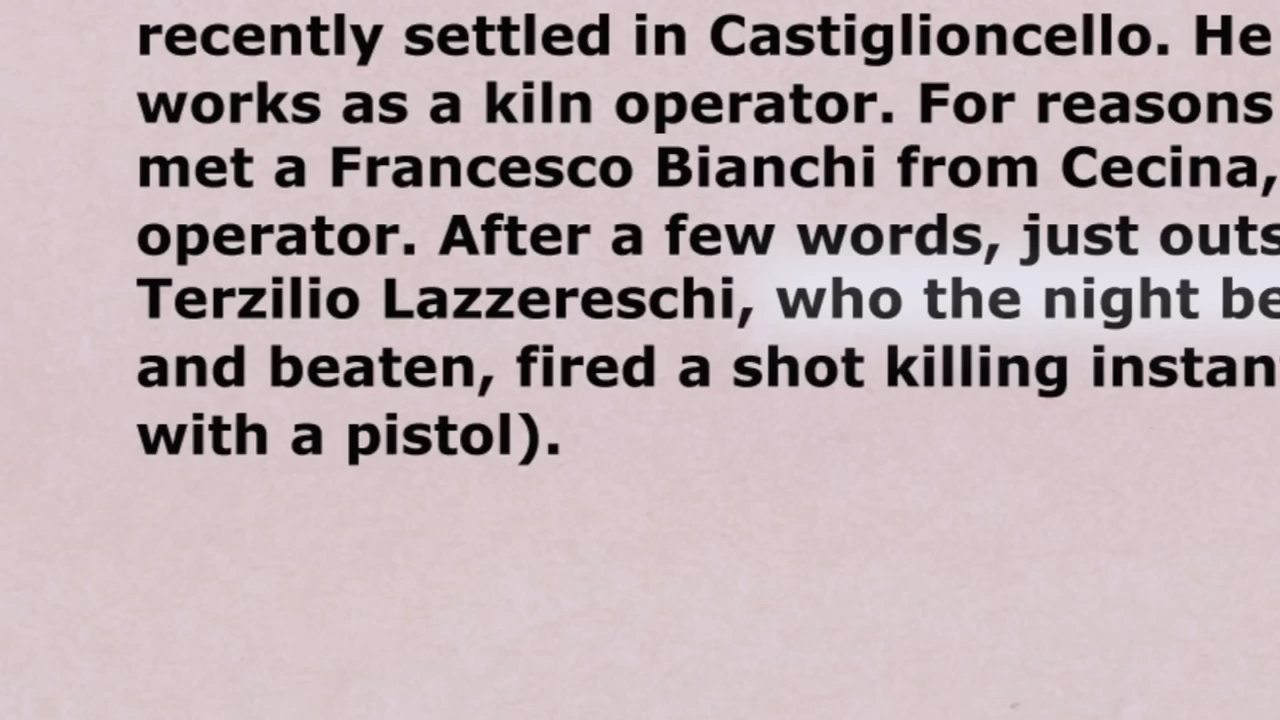 recently settled in Castiglioncello. He
works as a kiln operator. For reasons
met a Francesco Bianchi from Cecina,
operator. After a few words, just outs
Terzilio Lazzereschi, who the night be
and beaten, fired a shot killing instan
with a pistol).